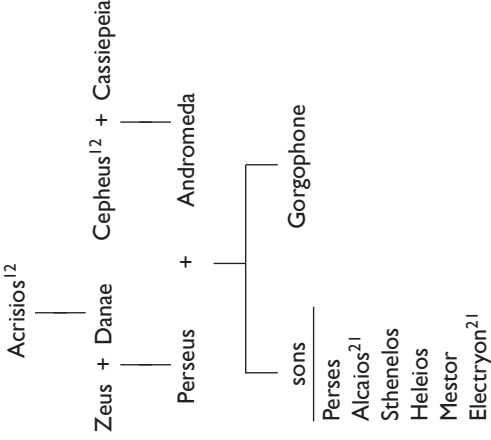 Acrisios12
Zeus + Danae Cepheus12 + Cassiepeia
Perseus + Andromeda
sons Gorgophone
Perses
Alcaios21
Sthenelos
Heleios
Mestor
Electryon21